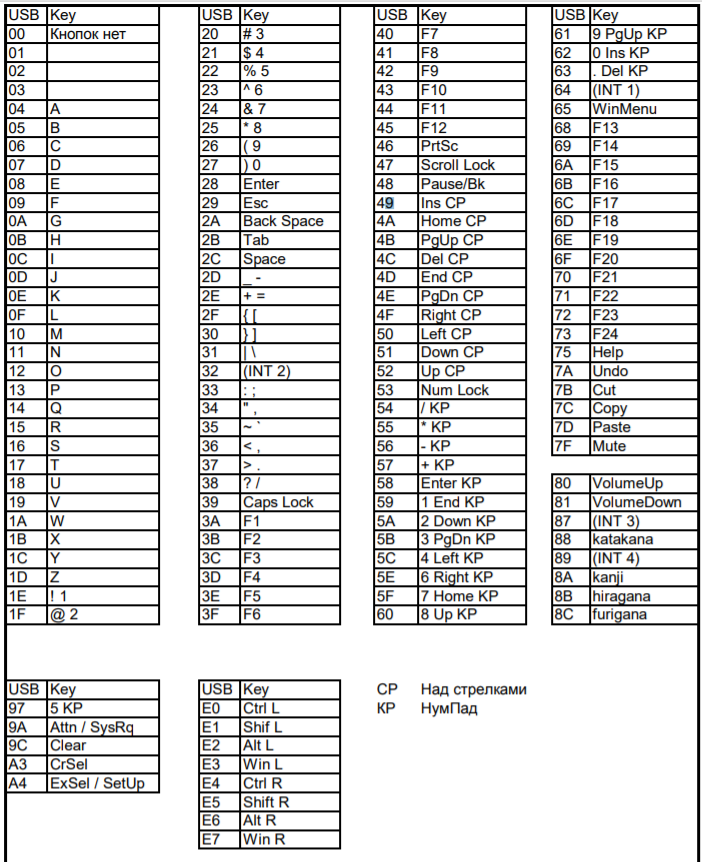 USB Key
00 Кнопок нет
01
02
03
04 A
05 B
06 C
07 D
08 E
09 F
0A G
0B H
0C I
0D J
0E K
0F L
10 M
11 N
12 O
13 P
14 Q
15 R
16 S
17 T
18 U
19 V
1A W
1B X
1C Y
1D Z
1E ! 1
1F @ 2
USB Key
20 # 3
21 $ 4
22 % 5
23 ^ 6
24 & 7
25 * 8
26 ( 9
27 ) 0
28 Enter
29 Esc
2A Back Space
2B Tab
2C Space
2D _ -
2E + =
2F { [
30 } ]
31 | \
32 (INT 2)
33 : ;
34 " ,
35 ~ `
36 < ,
37 > .
38 ? /
39 Caps Lock
3A F1
3B F2
3C F3
3D F4
3E F5
3F F6
USB Key
40 F7
41 F8
42 F9
43 F10
44 F11
45 F12
46 PrtSc
47 Scroll Lock
48 Pause/Bk
49 Ins CP
4A Home CP
4B PgUp CP
4C Del CP
4D End CP
4E PgDn CP
4F Right CP
50 Left CP
51 Down CP
52 Up CP
53 Num Lock
54 / KP
55 * KP
56 - KP
57 + KP
58 Enter KP
59 1 End KP
5A 2 Down KP
5B 3 PgDn KP
5C 4 Left KP
5E 6 Right KP
5F 7 Home KP
60 8 Up KP
USB Key
61 9 PgUp KP
62 0 Ins KP
63 . Del KP
64 (INT 1)
65 WinMenu
68 F13
69 F14
6A F15
6B F16
6C F17
6D F18
6E F19
6F F20
70 F21
71 F22
72 F23
73 F24
75 Help
7A Undo
7B Cut
7C Copy
7D Paste
7F Mute
80 VolumeUp
81 VolumeDown
87 (INT 3)
88 katakana
89 (INT 4)
8A kanji
8B hiragana
8C furigana
USB Key
97 5 KP
9A Attn / SysRq
9C Clear
A3 CrSel
A4 ExSel / SetUp
USB Key
E0 Ctrl L
E1 Shif L
E2 Alt L
E3 Win L
E4 Ctrl R
E5 Shift R
E6 Alt R
E7 Win R
CP Над стрелками
KP НумПад